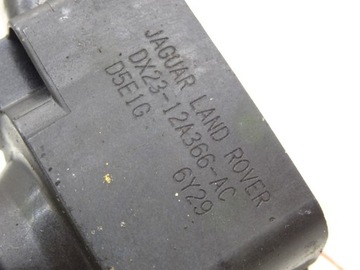 JAGUAR LAND ROVER
DX23-12A366-AC
D5E1G 6Y29